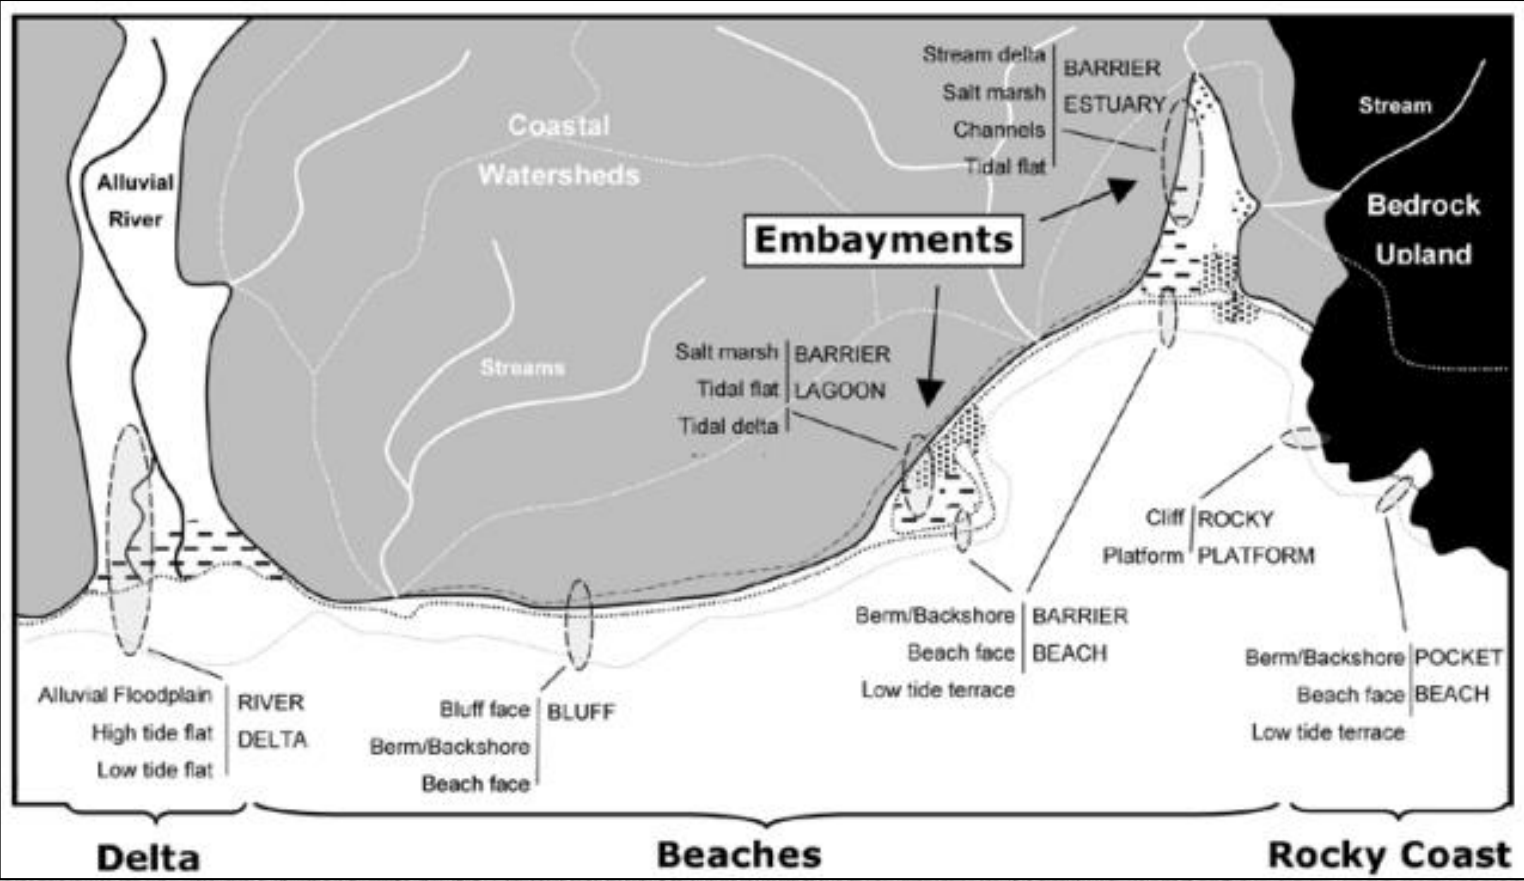 Stream delta
Salt marsh
Channels
Tidal flat
BARRIER
ESTUARY
Stream
Coastal
Watersheds
Alluvial
River
Bedrock
Upland
Embayments
Streams
Salt marsh
Tidal flat
Tidal delta
BARRIER
LAGOON
Cliff
Platform
ROCKY
PLATFORM
Berm/Backshore
Beach face
Low tide terrace
BARRIER
BEACH
Berm/Backshore
Beach face
Low tide terrace
POCKET
BEACH
Alluvial Floodplain
High tide flat
Low tide flat
RIVER
DELTA
Bluff face
Berm/Backshore
Beach face
BLUFF
Delta
Beaches
Rocky Coast